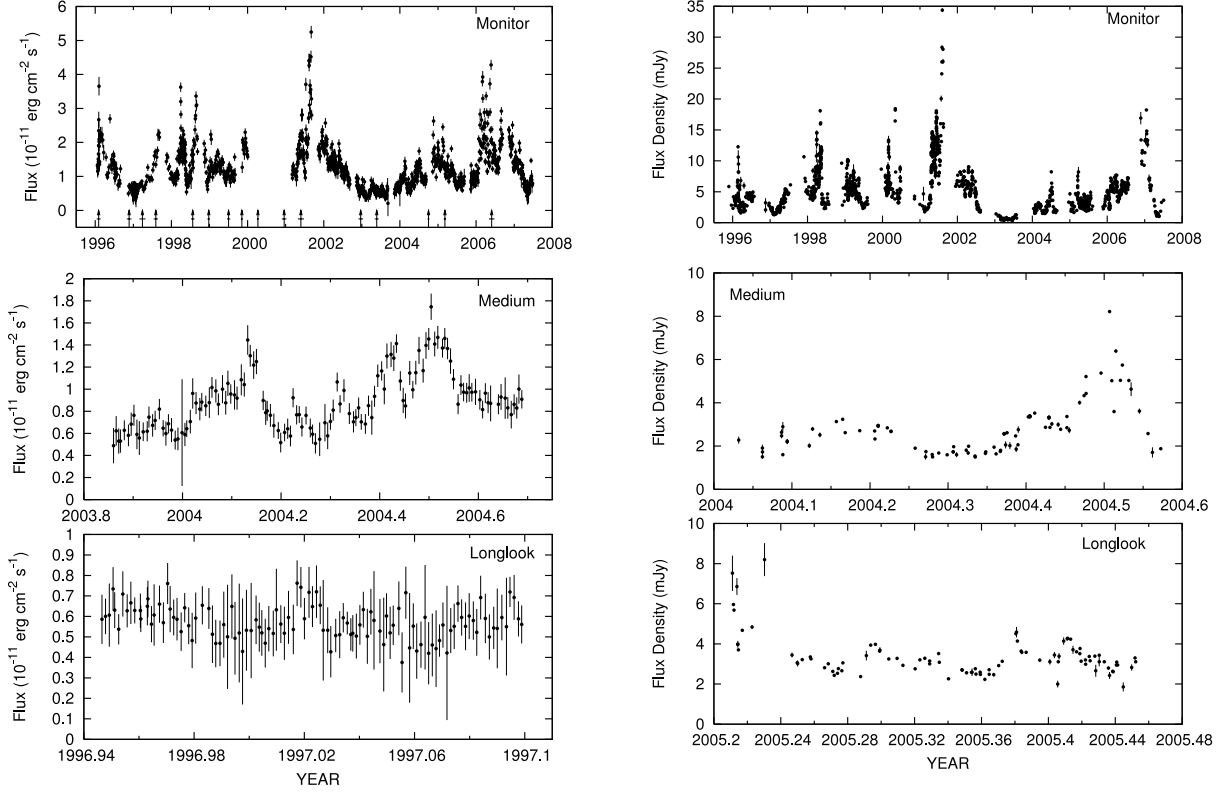 Monitor
Flux (10-11 erg cm-2 s-1)
6
5
4
3
2
1
0
1996 1998 2000 2002 2004 2006 2008
Monitor
Flux Density (mJy)
35
30
25
20
15
10
5
0
1996 1998 2000 2002 2004 2006 2008
Medium
Flux (10-11 erg cm-2 s-1)
2
1.8
1.6
1.4
1.2
1
0.8
0.6
0.4
0.2
0
2003.8 2004 2004.2 2004.4 2004.6
Medium
Flux Density (mJy)
10
8
6
4
2
0
2004 2004.1 2004.2 2004.3 2004.4 2004.5 2004.6
Longlook
Flux (10-11 erg cm-2 s-1)
1
0.9
0.8
0.7
0.6
0.5
0.4
0.3
0.2
0.1
0
1996.94 1996.98 1997.02 1997.06 1997.1
YEAR
Longlook
Flux Density (mJy)
10
8
6
4
2
0
2005.2 2005.24 2005.28 2005.32 2005.36 2005.4 2005.44 2005.48
YEAR